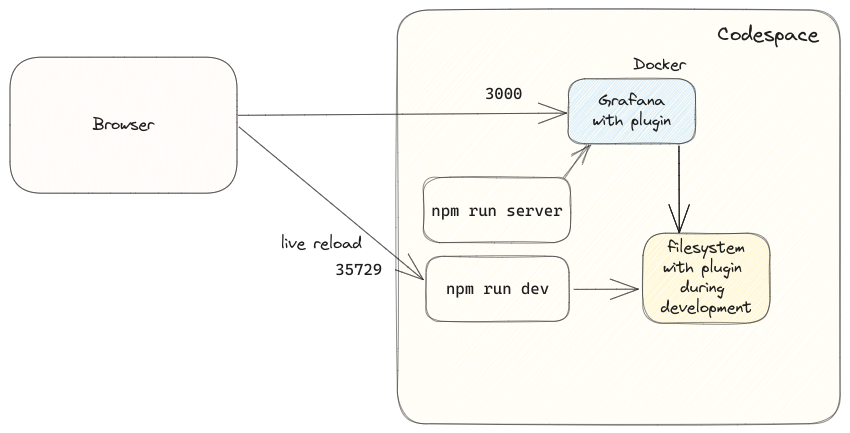 Codespace
Docker
3000
Grafana
with plugin
Browser
npm run server
live reload
35729
npm run dev
filesystem
with plugin
during
development